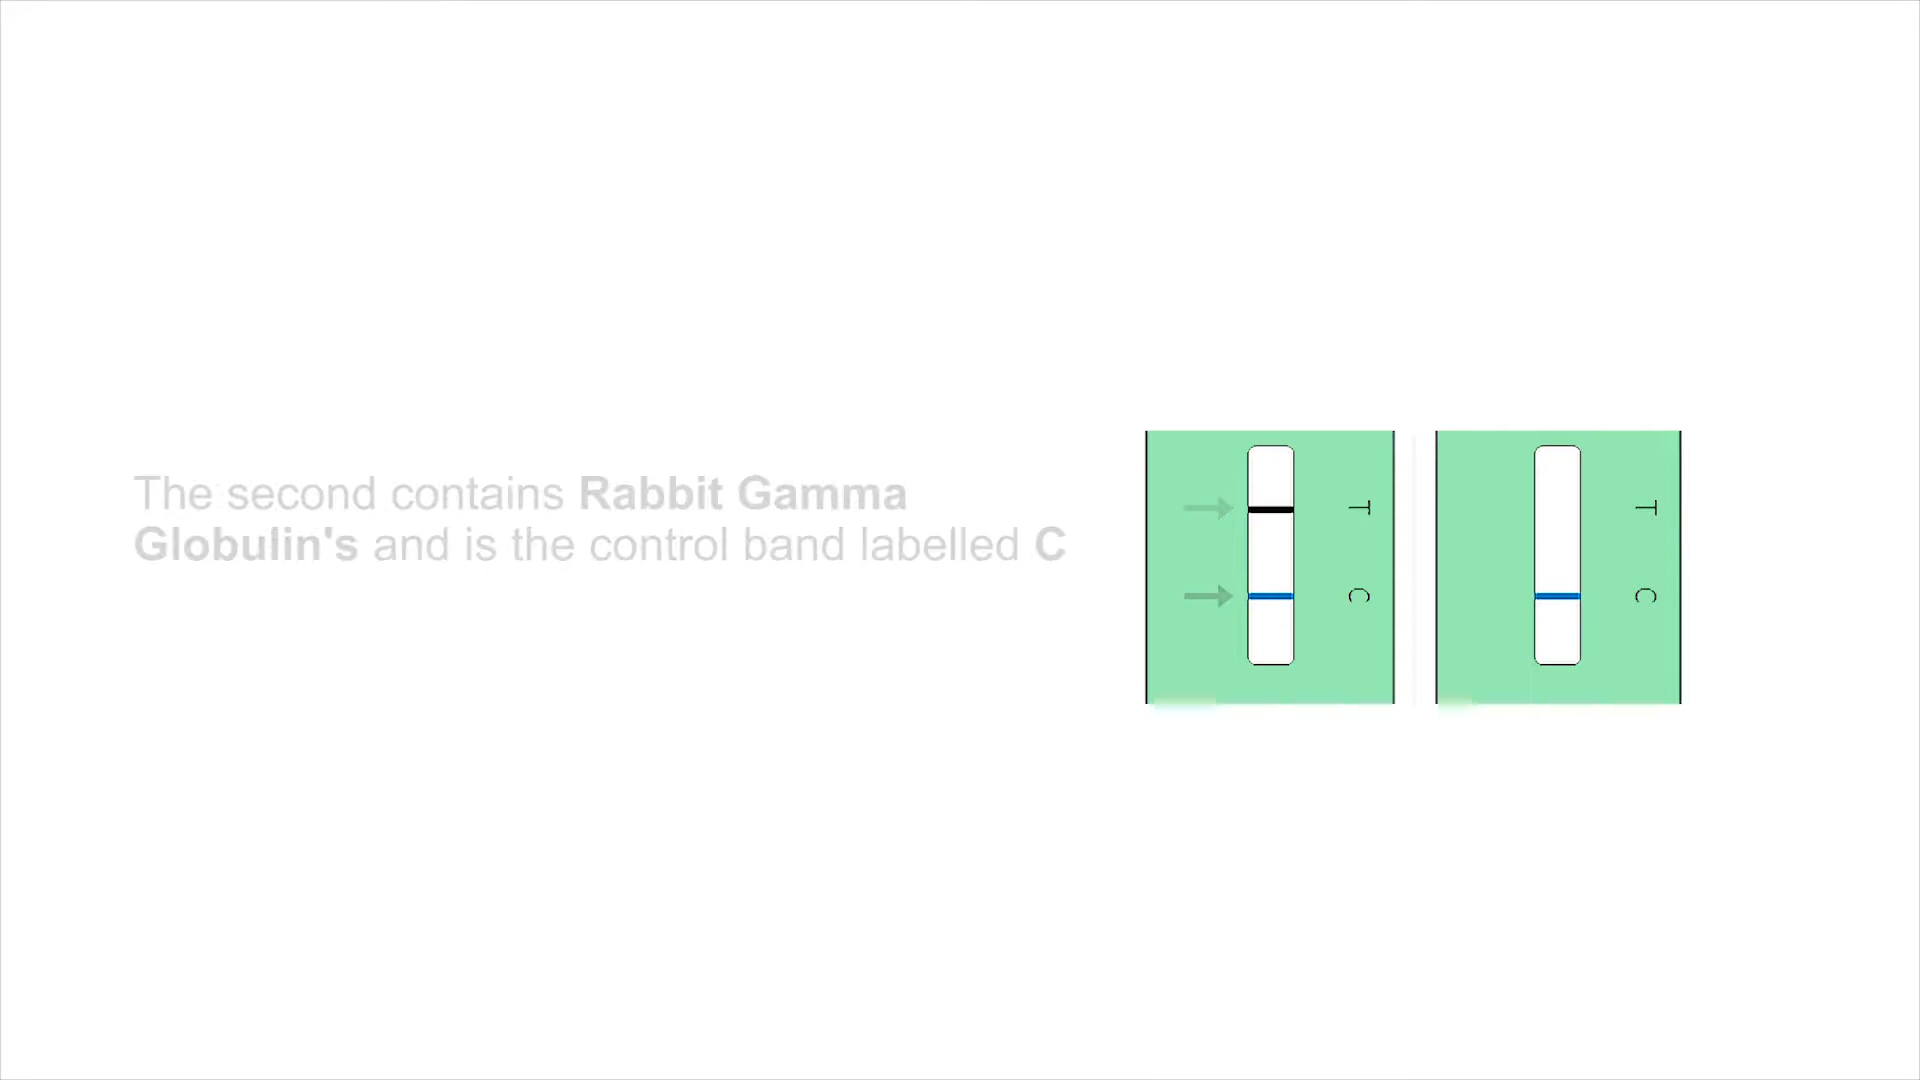 The second contains Rabbit Gamma
Globulin's and is the control band labelled C
T
T
C
C